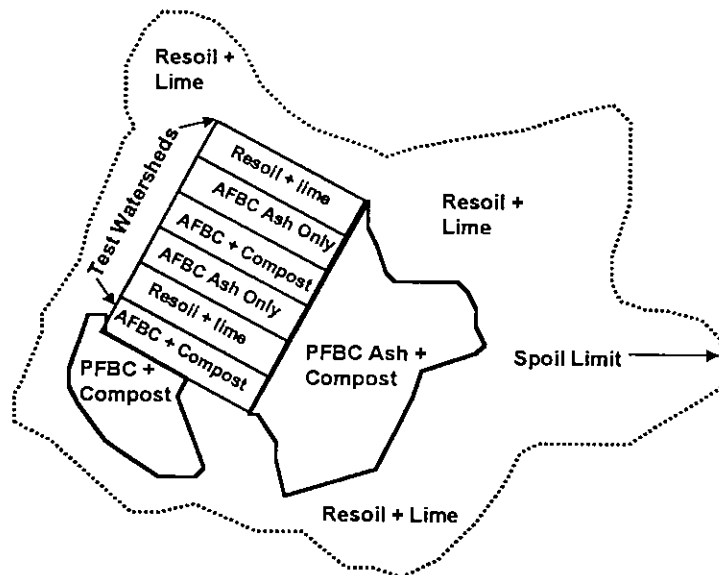 Resoil +
Lime
Test Watersheds
Resoil + lime
AFBC Ash Only
AFBC + Compost
AFBC Ash Only
Resoil + lime
AFBC + Compost
Resoil +
Lime
PFBC +
Compost
PFBC Ash +
Compost
Spoil Limit
Resoil + Lime